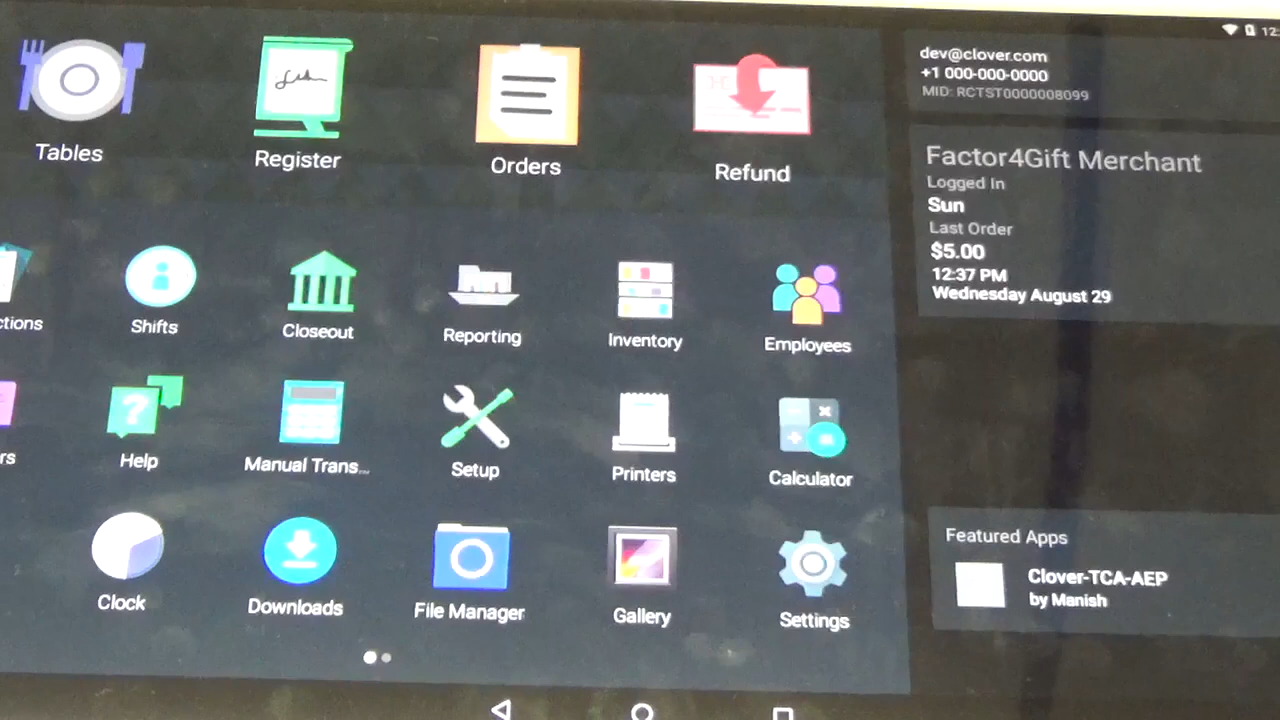 12:
dev@clover.com
+1 000-000-0000
MID: RCTST0000008099
Tables
Register
Orders
Refund
Factor4Gift Merchant
Logged In
Sun
Last Order
$5.00
12:37 PM
Wednesday August 29
ctions
Shifts
Closeout
Reporting
Inventory
Employees
rs
?
Help
Manual Trans...
Setup
Printers
Calculator
Featured Apps
Clover-TCA-AEP
by Manish
Clock
Downloads
File Manager
Gallery
Settings